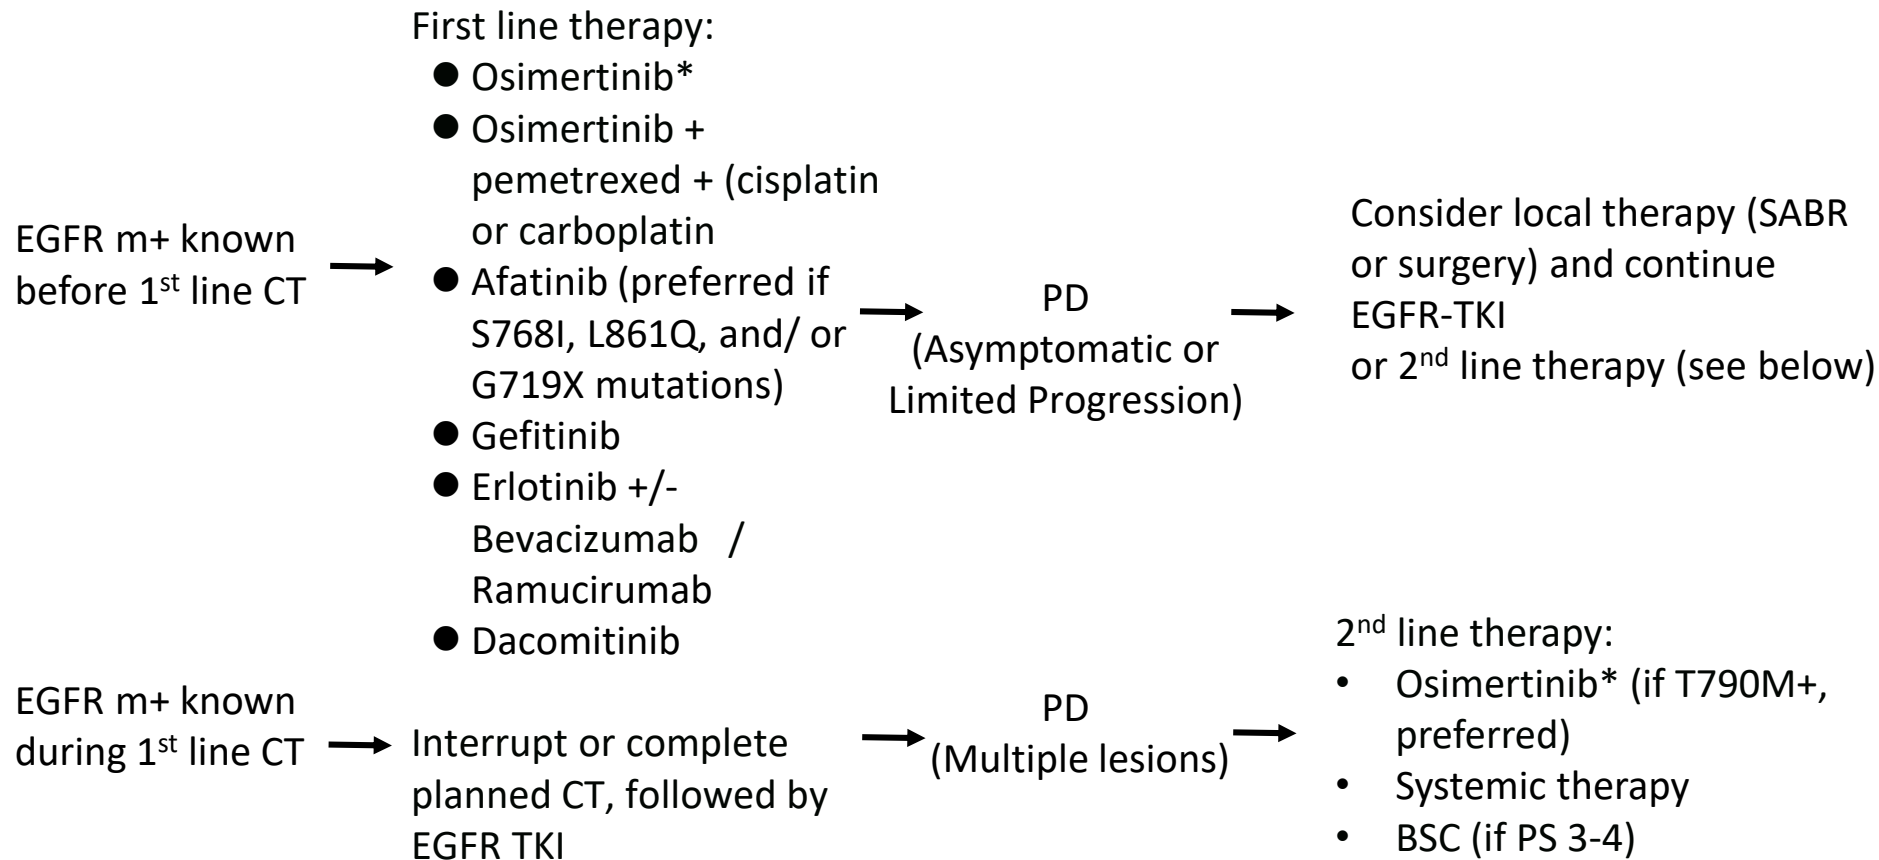 First line therapy:
● Osimertinib*
● Osimertinib +
pemetrexed + (cisplatin
or carboplatin
● Afatinib (preferred if
S768I, L861Q, and/ or
G719X mutations)
● Gefitinib
● Erlotinib +/-
Bevacizumab /
Ramucirumab
● Dacomitinib
EGFR m+ known
before 1st line CT
PD
(Asymptomatic or
Limited Progression)
Consider local therapy (SABR
or surgery) and continue
EGFR-TKI
or 2nd line therapy (see below)
EGFR m+ known
during 1st line CT
Interrupt or complete
planned CT, followed by
EGFR TKI
PD
(Multiple lesions)
2nd line therapy:
• Osimertinib* (if T790M+,
preferred)
• Systemic therapy
• BSC (if PS 3-4)